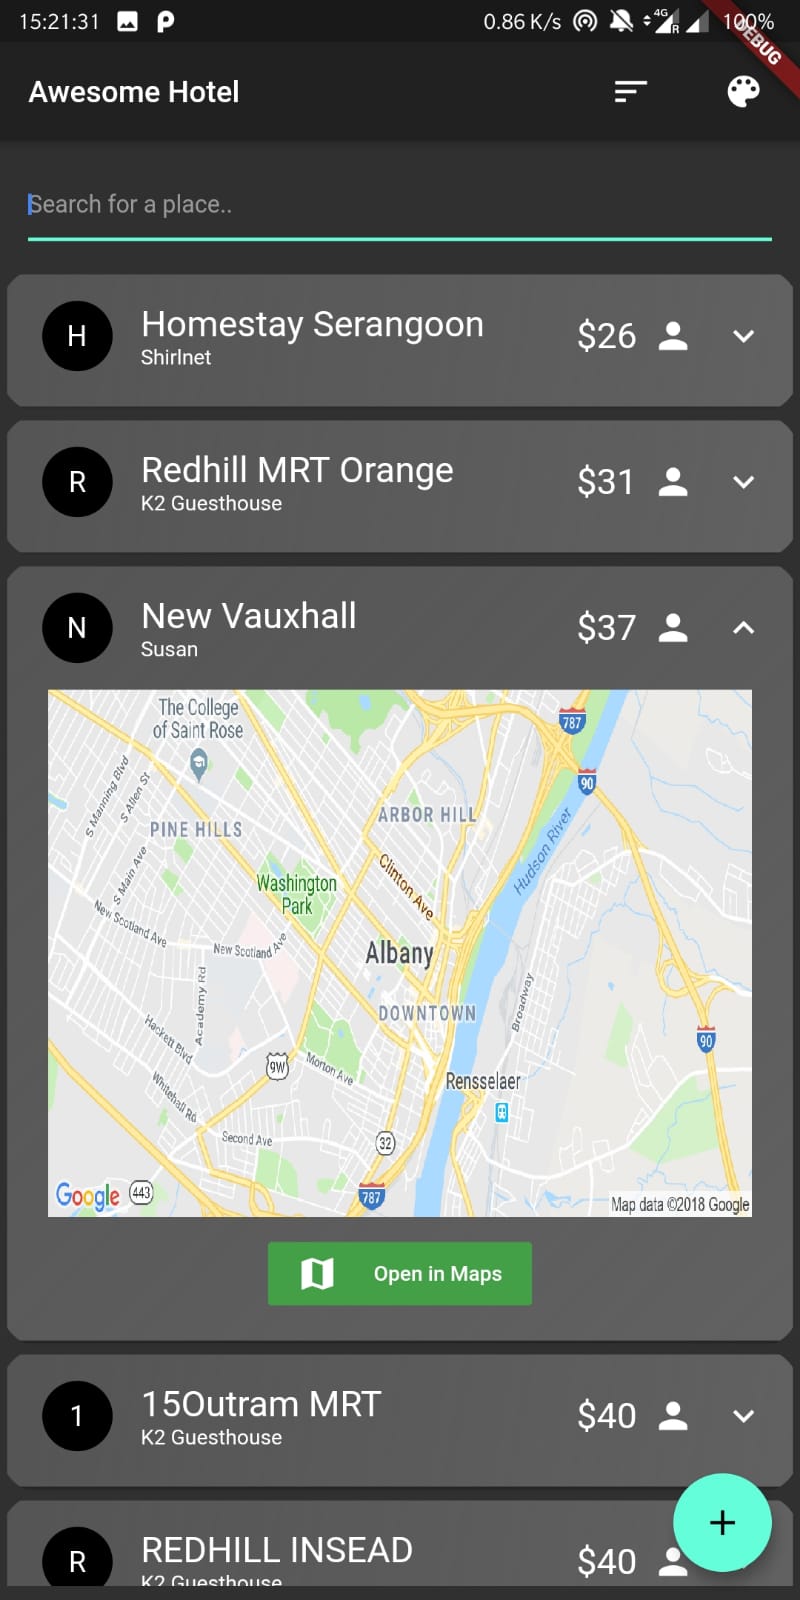 15:21:31
0.86 K/s
4G
R
100%
DEBUG
Awesome Hotel
Search for a place..
H
Homestay Serangoon
Shirlnet
$26
R
Redhill MRT Orange
K2 Guesthouse
$31
N
New Vauxhall
Susan
$37
The College
of Saint Rose
787
90
S Manning Blvd
S Allen St
ARBOR HILL
PINE HILLS
Hudson River
S Main Ave
Clinton Ave
Washington
Park
New Scotland Ave
New Scotland Ave
Albany
Academy Rd
Broadway
DOWNTOWN
Hackett Blvd
90
9W
Morton Ave
Rensselaer
Whitehall Rd
Second Ave
32
Google
443
787
Map data ©2018 Google
Open in Maps
1
15Outram MRT
K2 Guesthouse
$40
R
REDHILL INSEAD
K2 Guesthouse
$40